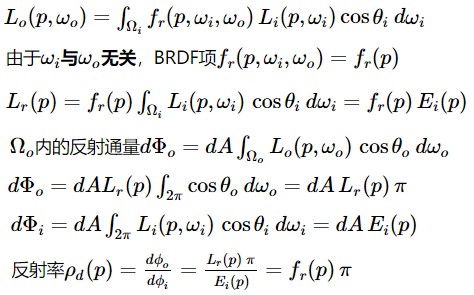 L_o(p,ω_o) = ∫_{Ω_i} f_r(p,ω_i,ω_o) L_i(p,ω_i) cos θ_i dω_i
由于ω_i与ω_o无关，BRDF项f_r(p,ω_i,ω_o) = f_r(p)
L_r(p) = f_r(p) ∫_{Ω_i} L_i(p,ω_i) cos θ_i dω_i = f_r(p) E_i(p)
Ω_o内的反射通量dΦ_o = dA ∫_{Ω_o} L_o(p,ω_o) cos θ_o dω_o
dΦ_o = dAL_r(p) ∫_{2π} cos θ_o dω_o = dA L_r(p) π
dΦ_i = dA ∫_{2π} L_i(p,ω_i) cos θ_i dω_i = dA E_i(p)
反射率ρ_d(p) = dϕ_o/dϕ_i = L_r(p) π/E_i(p) = f_r(p) π